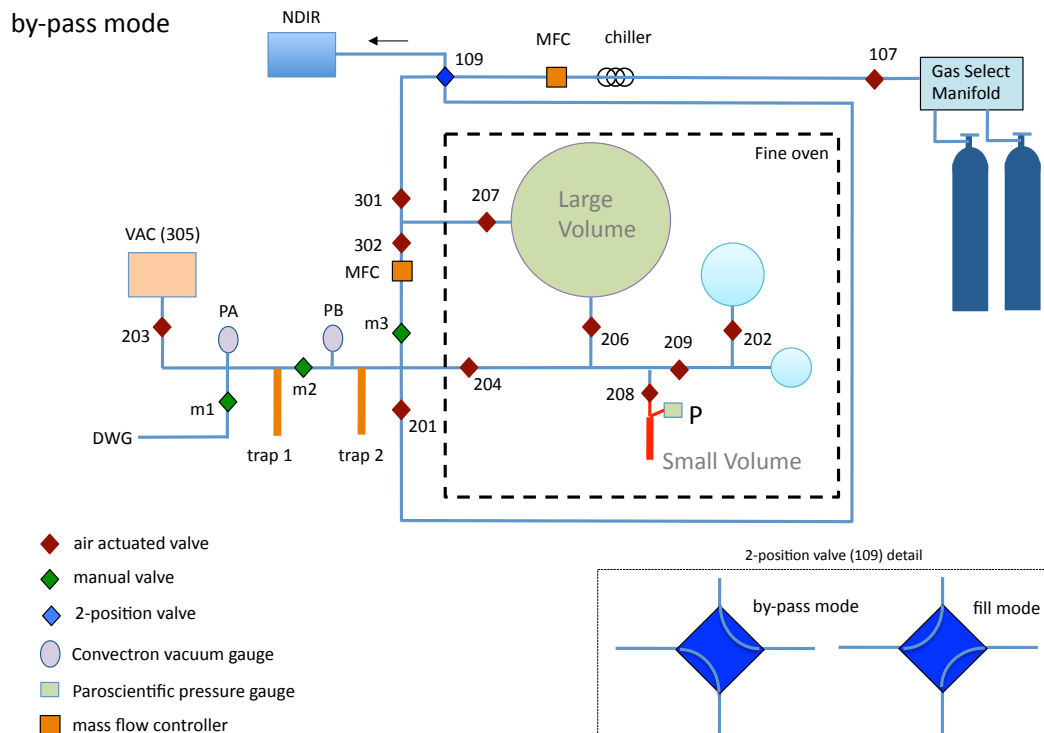 by-pass mode
NDIR
109
MFC
chiller
107
Gas Select
Manifold
Fine oven
301
207
Large
Volume
302
MFC
VAC (305)
PA
PB
m3
203
206
209
202
m2
204
208
P
m1
201
DWG
trap 1
trap 2
Small Volume
air actuated valve
manual valve
2-position valve
Convectron vacuum gauge
Paroscientific pressure gauge
mass flow controller
2-position valve (109) detail
by-pass mode
fill mode